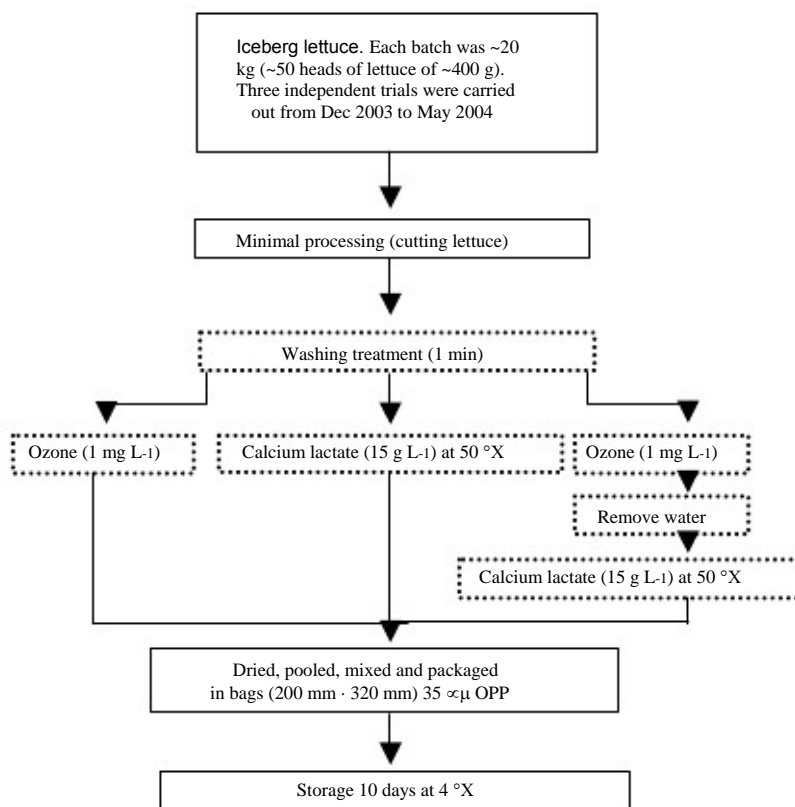 Iceberg lettuce. Each batch was ~20
kg (~50 heads of lettuce of ~400 g).
Three independent trials were carried
out from Dec 2003 to May 2004
Minimal processing (cutting lettuce)
Washing treatment (1 min)
Ozone (1 mg L-1)
Calcium lactate (15 g L-1) at 50 °X
Ozone (1 mg L-1)
Remove water
Calcium lactate (15 g L-1) at 50 °X
Dried, pooled, mixed and packaged
in bags (200 mm · 320 mm) 35 ∝μ OPP
Storage 10 days at 4 °X